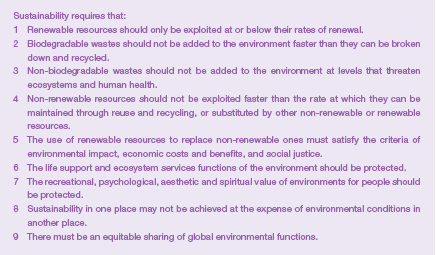 Sustainability requires that:
1 Renewable resources should only be exploited at or below their rates of renewal.
2 Biodegradable wastes should not be added to the environment faster than they can be broken
down and recycled.
3 Non-biodegradable wastes should not be added to the environment at levels that threaten
ecosystems and human health.
4 Non-renewable resources should not be exploited faster than the rate at which they can be
maintained through reuse and recycling, or substituted by other non-renewable or renewable
resources.
5 The use of renewable resources to replace non-renewable ones must satisfy the criteria of
environmental impact, economic costs and benefits, and social justice.
6 The life support and ecosystem services functions of the environment should be protected.
7 The recreational, psychological, aesthetic and spiritual value of environments for people should
be protected.
8 Sustainability in one place may not be achieved at the expense of environmental conditions in
another place.
9 There must be an equitable sharing of global environmental functions.